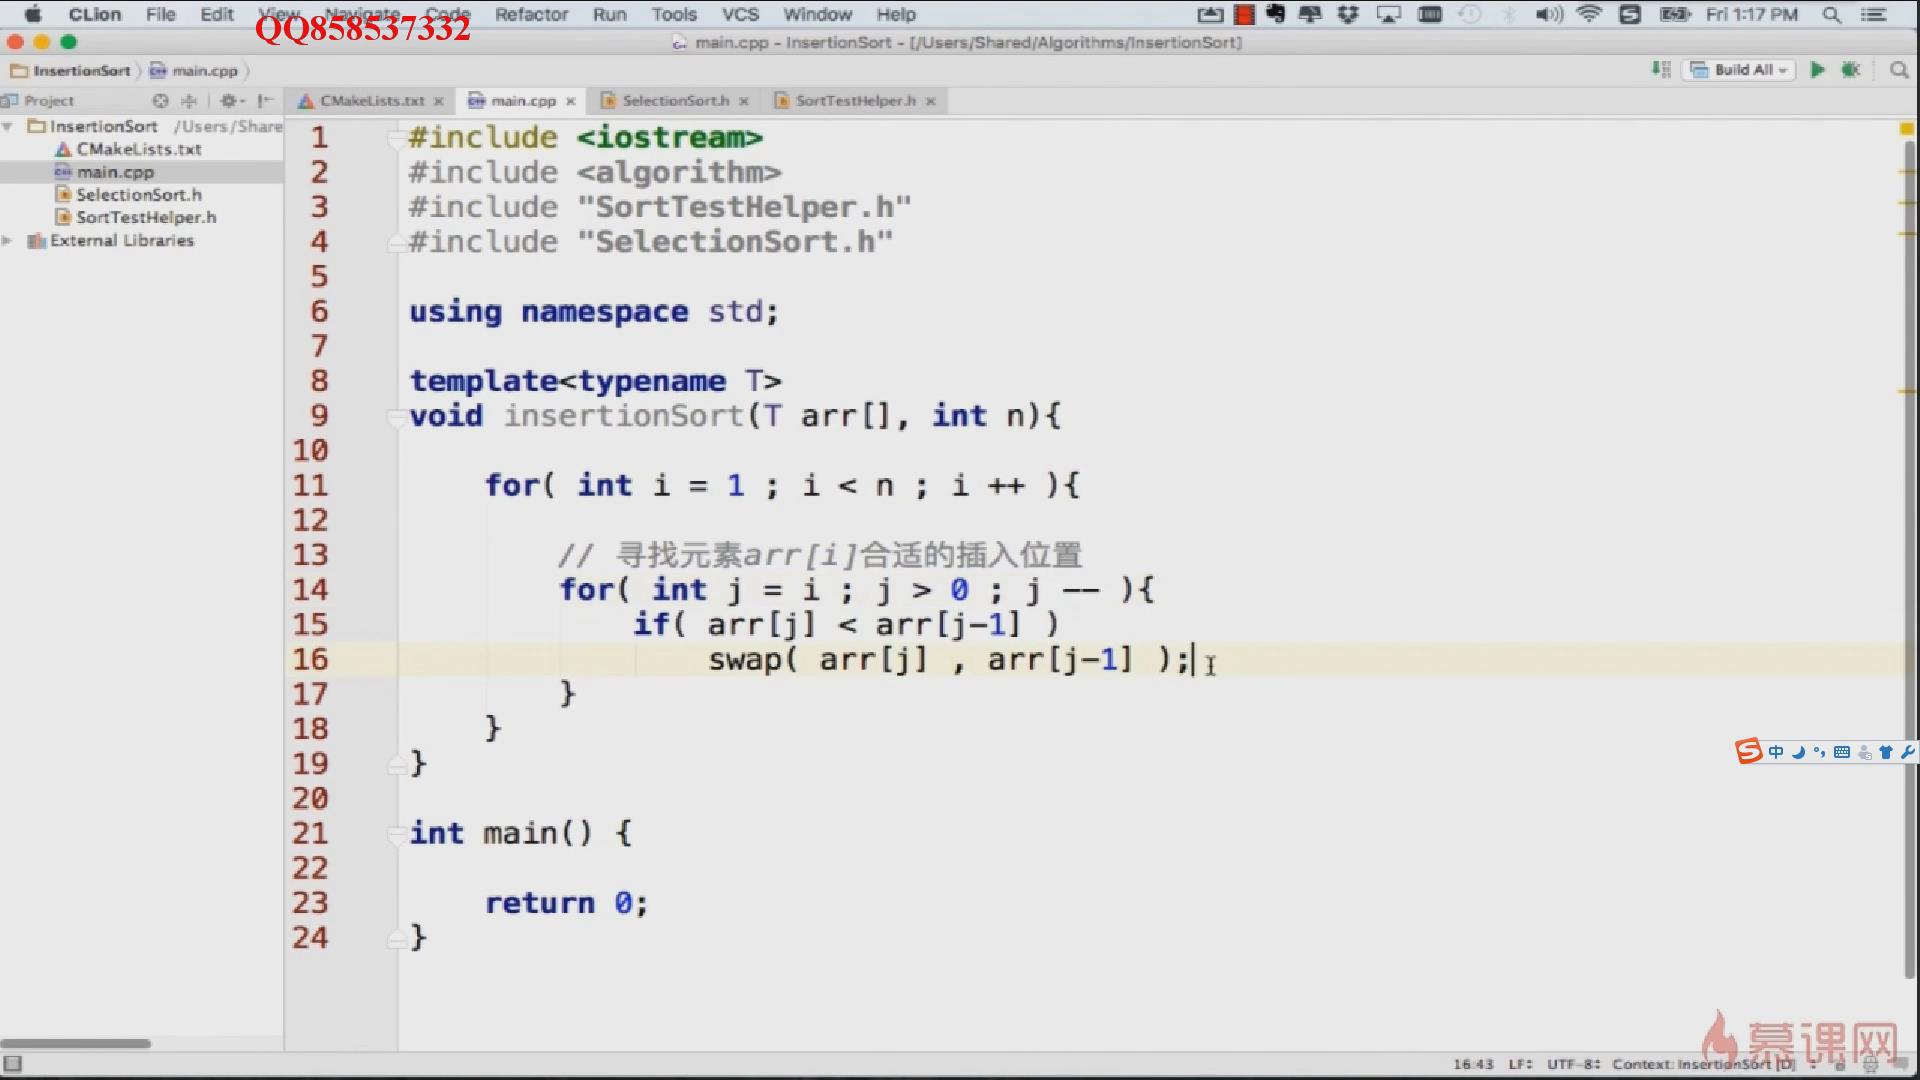 CLion File Edit View Navigate Code Refactor Run Tools VCS Window Help Fri 1:17 PM
QQ858537332
main.cpp - InsertionSort - [/Users/Shared/Algorithms/InsertionSort]
InsertionSort main.cpp Build All
Project CMakeLists.txt main.cpp SelectionSort.h SortTestHelper.h
InsertionSort /Users/Share
CMakeLists.txt
main.cpp
SelectionSort.h
SortTestHelper.h
External Libraries
1 #include <iostream>
2 #include <algorithm>
3 #include "SortTestHelper.h"
4 #include "SelectionSort.h"
5
6 using namespace std;
7
8 template<typename T>
9 void insertionSort(T arr[], int n){
10
11 for( int i = 1 ; i < n ; i ++ ){
12
13 // 寻找元素arr[i]合适的插入位置
14 for( int j = i ; j > 0 ; j -- ){
15 if( arr[j] < arr[j-1] )
16 swap( arr[j] , arr[j-1] );
17 }
18 }
19 }
20
21 int main() {
22
23 return 0;
24 }
中
慕课网
16:43 LF÷ UTF-8÷ Context: InsertionSort [D]